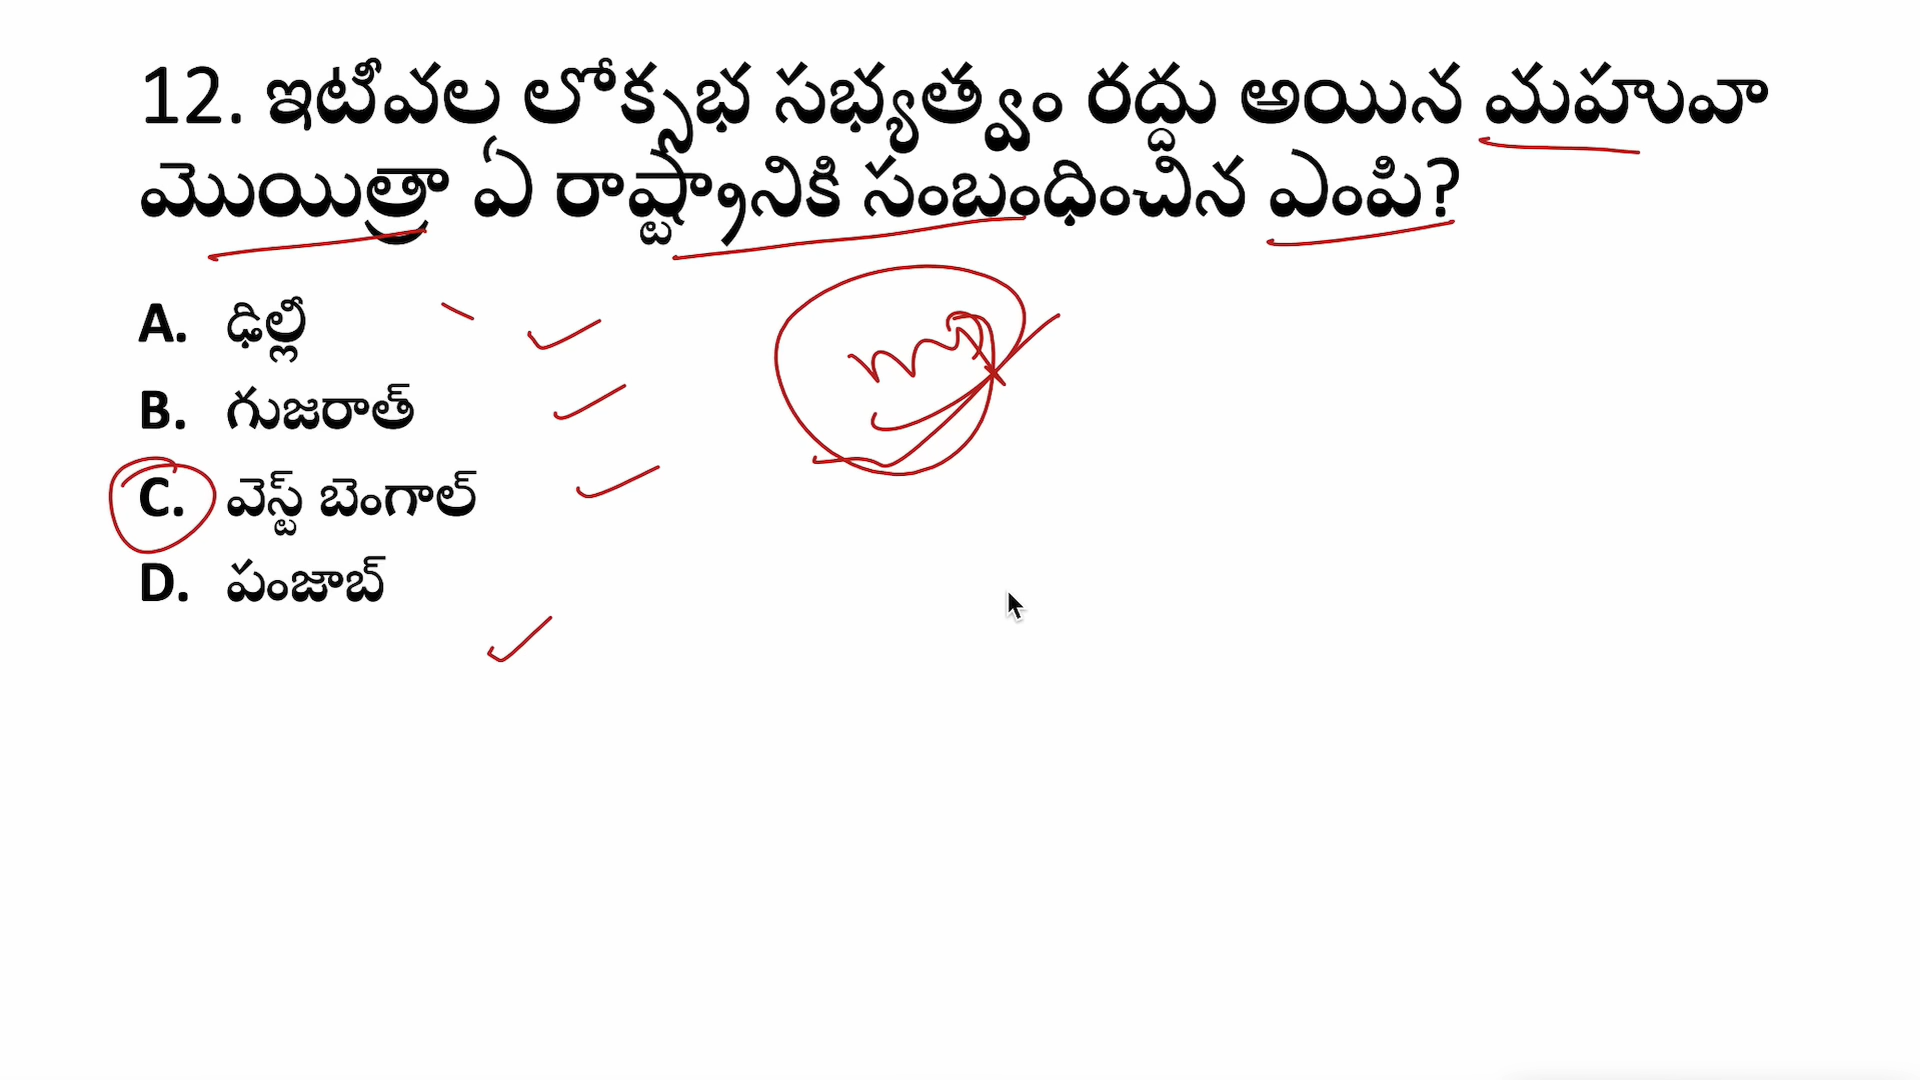 12. ఇటీవల లోక్సభ సభ్యత్వం రద్దు అయిన మహువా
మొయిత్రా ఏ రాష్ట్రానికి సంబంధించిన ఎంపి?
A. ఢిల్లీ
B. గుజరాత్
C. వెస్ట్ బెంగాల్
D. పంజాబ్